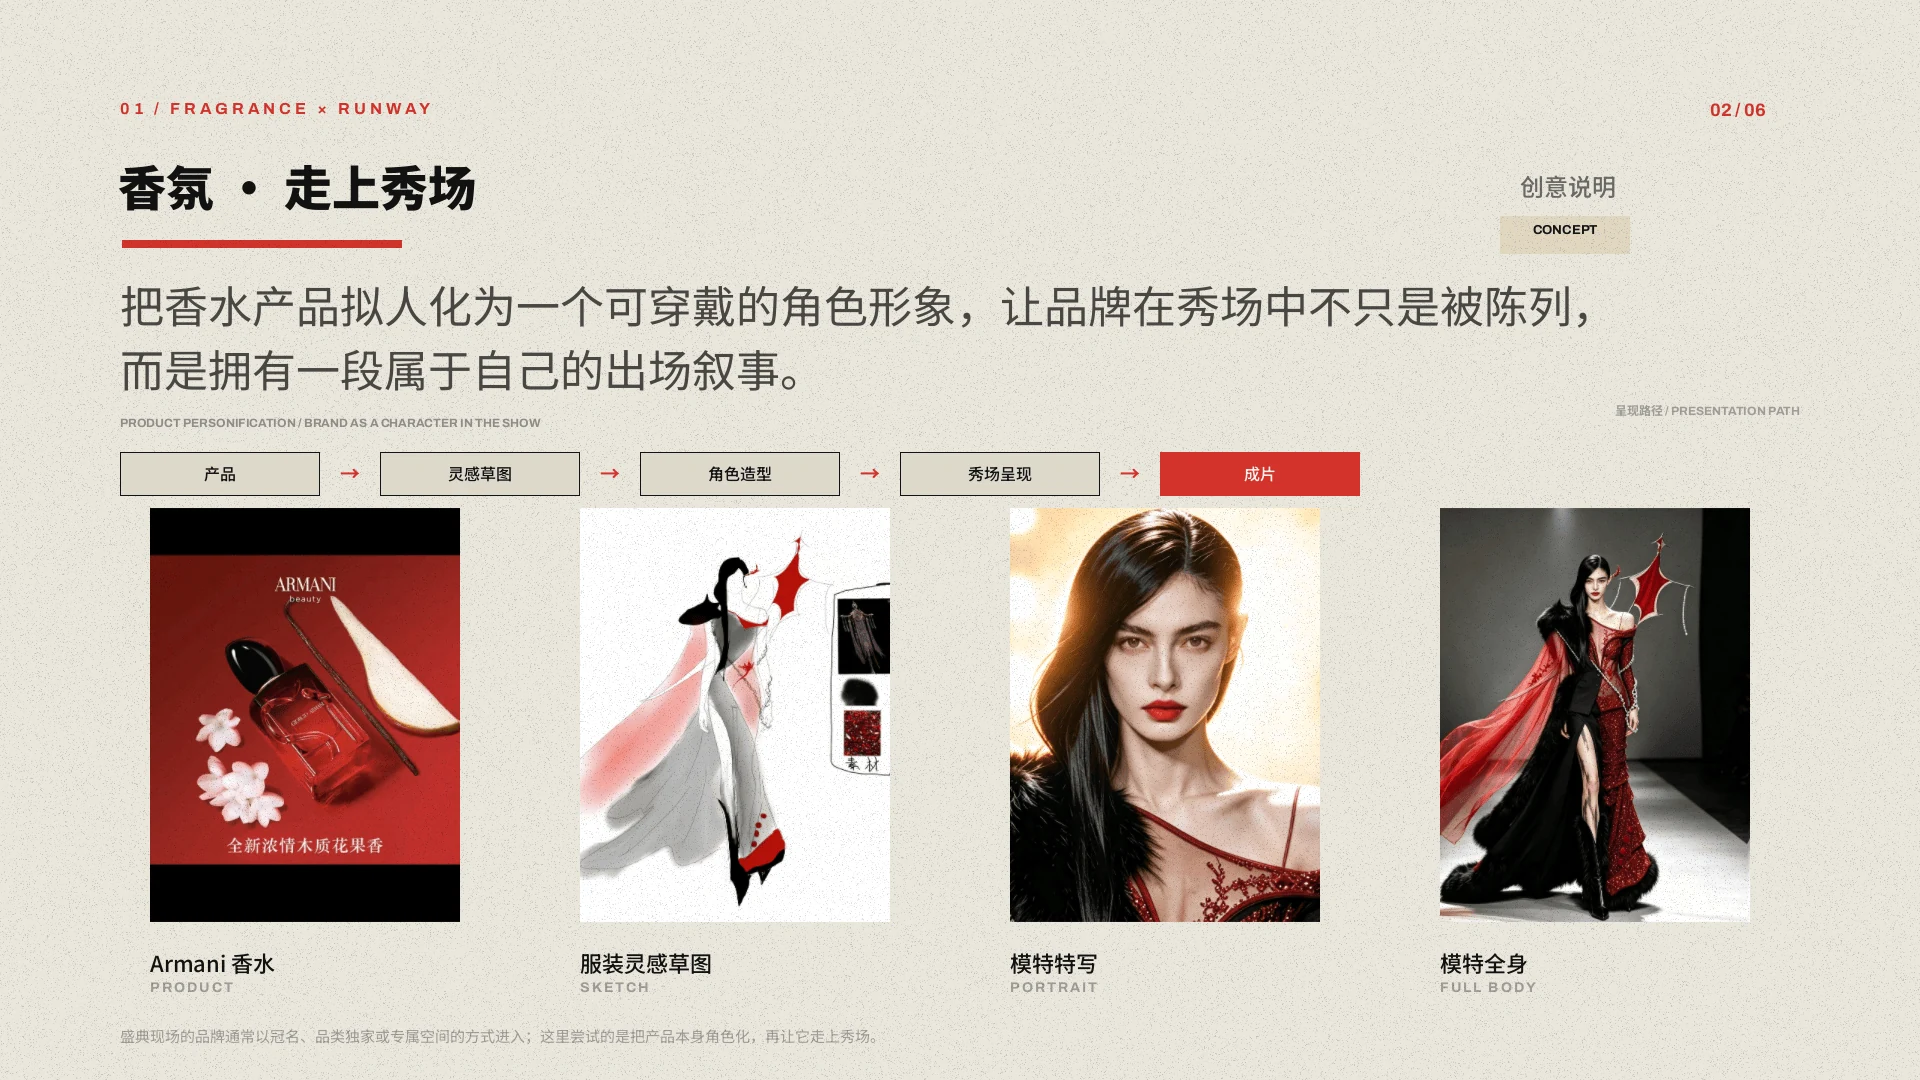 01 / FRAGRANCE × RUNWAY
02 / 06
香氛 · 走上秀场
创意说明
CONCEPT
把香水产品拟人化为一个可穿戴的角色形象，让品牌在秀场中不只是被陈列，
而是拥有一段属于自己的出场叙事。
呈现路径 / PRESENTATION PATH
PRODUCT PERSONIFICATION / BRAND AS A CHARACTER IN THE SHOW
产品 → 灵感草图 → 角色造型 → 秀场呈现 → 成片
ARMANI
beauty
全新浓情木质花果香
素材
Armani 香水
PRODUCT
服装灵感草图
SKETCH
模特特写
PORTRAIT
模特全身
FULL BODY
盛典现场的品牌通常以冠名、品类独家或专属空间的方式进入；这里尝试的是把产品本身角色化，再让它走上秀场。